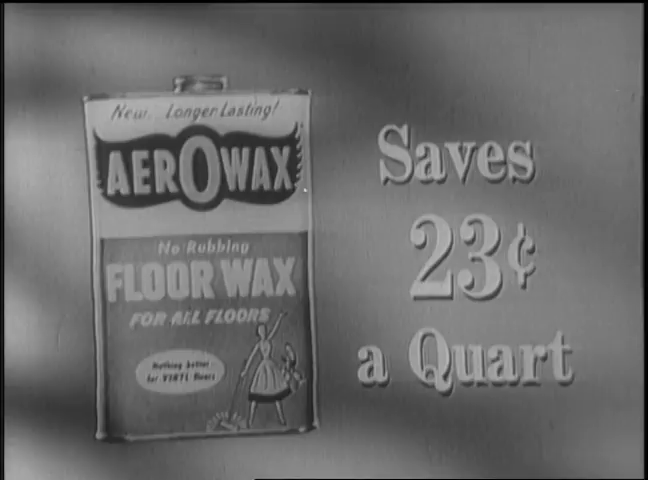 New. Longer Lasting!
AEROWAX
No Rubbing
FLOOR WAX
FOR ALL FLOORS
Nothing better
for VINYL floors
Saves
23¢
a Quart